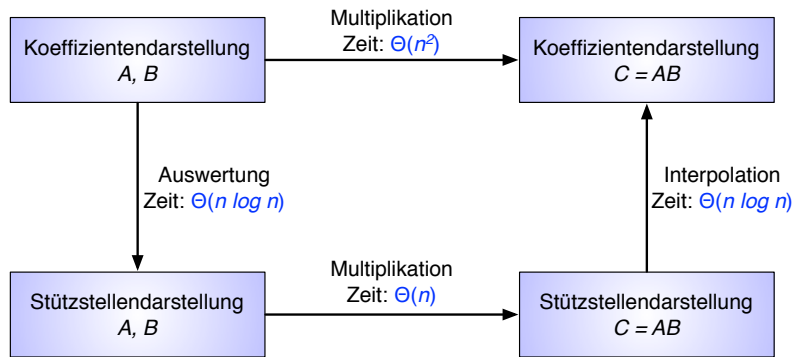 Koeffizientendarstellung
A, B
Multiplikation
Zeit: Θ(n²)
Koeffizientendarstellung
C = AB
Auswertung
Zeit: Θ(n log n)
Interpolation
Zeit: Θ(n log n)
Stützstellendarstellung
A, B
Multiplikation
Zeit: Θ(n)
Stützstellendarstellung
C = AB